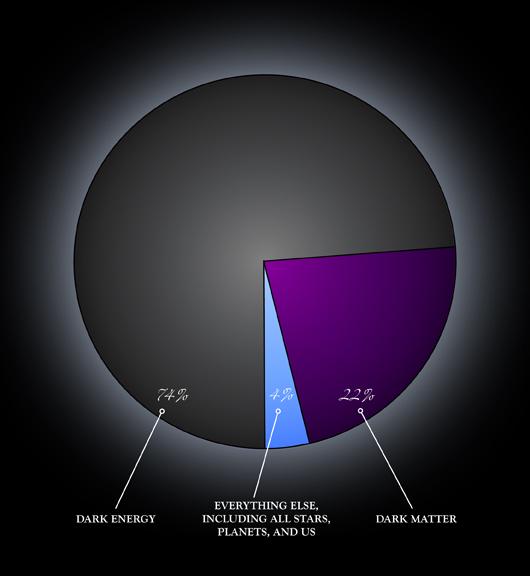 74%
4%
22%
DARK ENERGY
EVERYTHING ELSE,
INCLUDING ALL STARS,
PLANETS, AND US
DARK MATTER